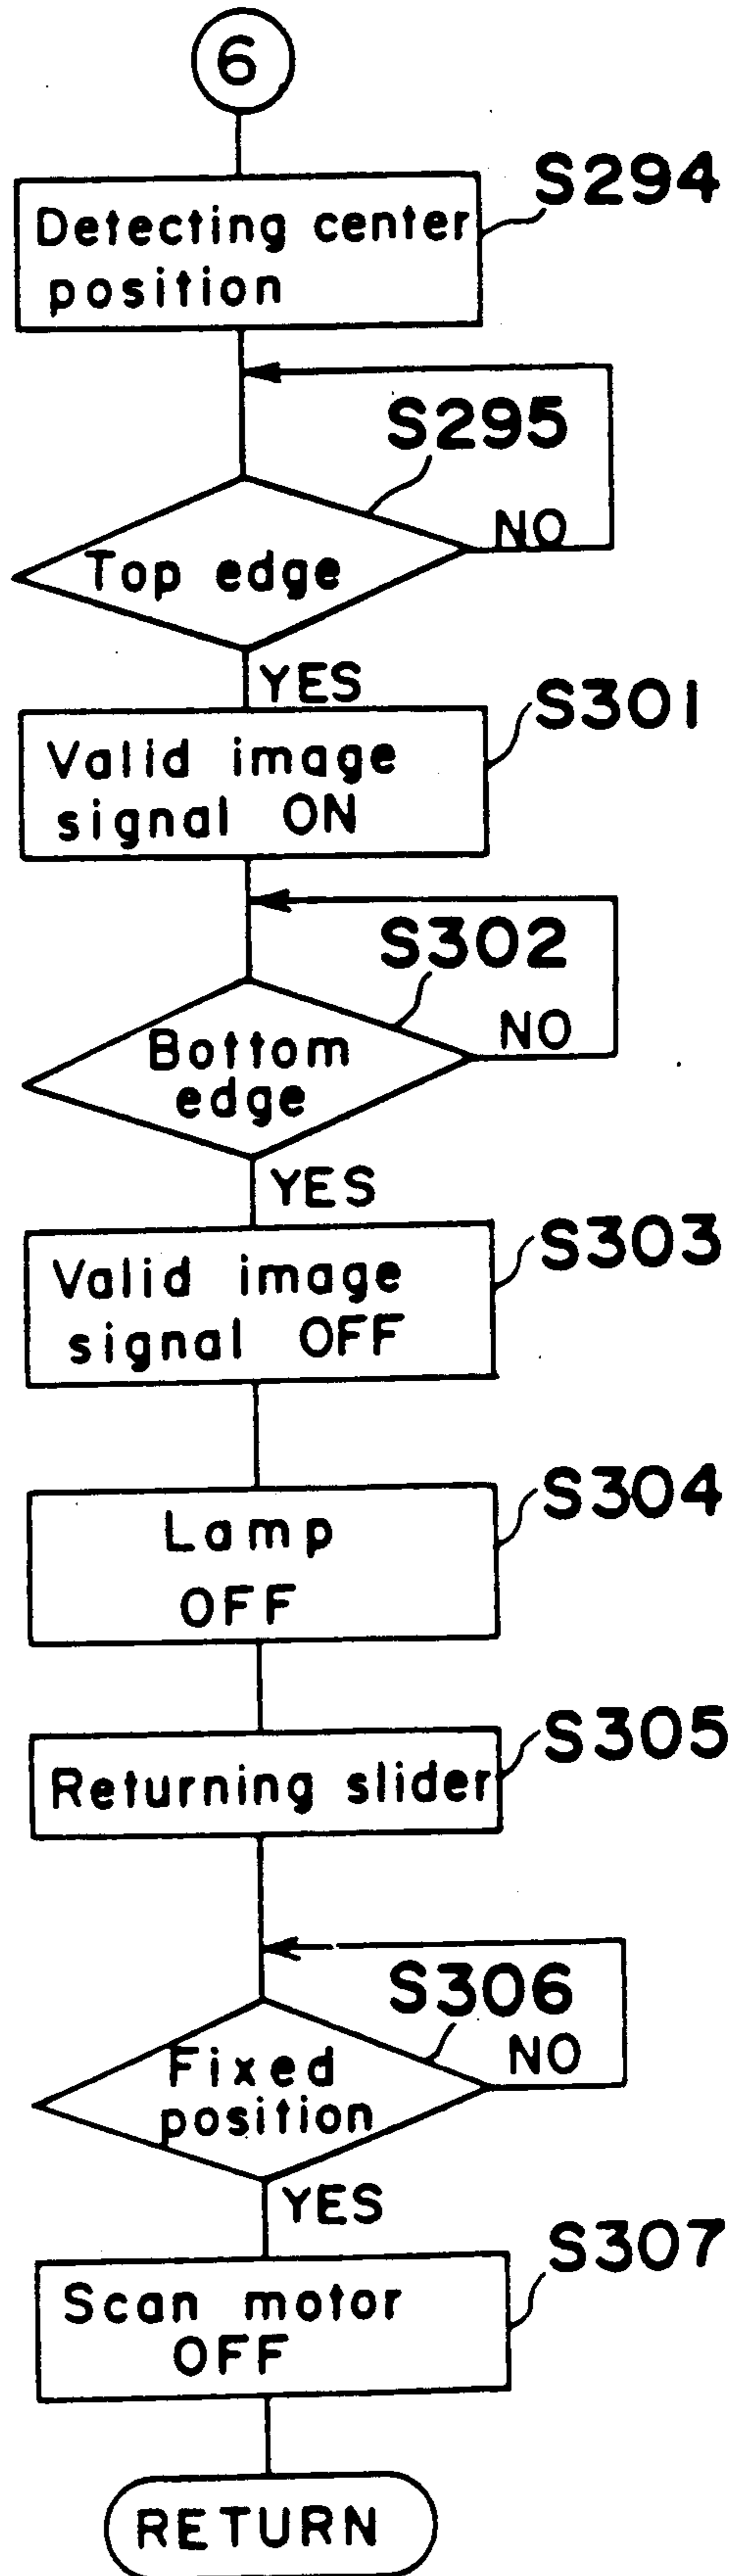 6
S294
Detecting center
position
S295
NO
Top edge
YES
S301
Valid image
signal ON
S302
NO
Bottom
edge
YES
S303
Valid image
signal OFF
S304
Lamp
OFF
S305
Returning slider
S306
NO
Fixed
position
YES
S307
Scan motor
OFF
RETURN